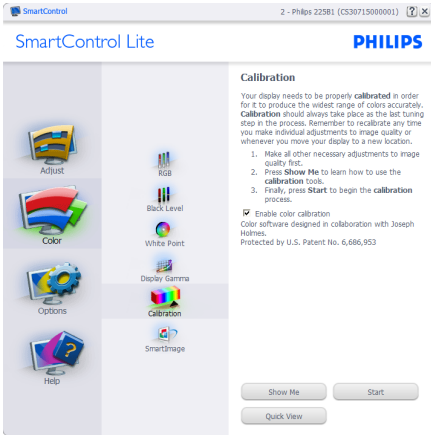 SmartControl
2 - Philips 225B1 (CS30715000001)
SmartControl Lite
PHILIPS
Adjust
Color
Options
Help
RGB
Black Level
White Point
Display Gamma
Calibration
SmartImage
Calibration
Your display needs to be properly calibrated in order
for it to produce the widest range of colors accurately.
Calibration should always take place as the last tuning
step in the process. Remember to recalibrate any time
you make individual adjustments to image quality or
whenever you move your display to a new location.
1. Make all other necessary adjustments to image
quality first.
2. Press Show Me to learn how to use the
calibration tools.
3. Finally, press Start to begin the calibration
process.
Enable color calibration
Color software designed in collaboration with Joseph
Holmes.
Protected by U.S. Patent No. 6,686,953
Show Me
Start
Quick View